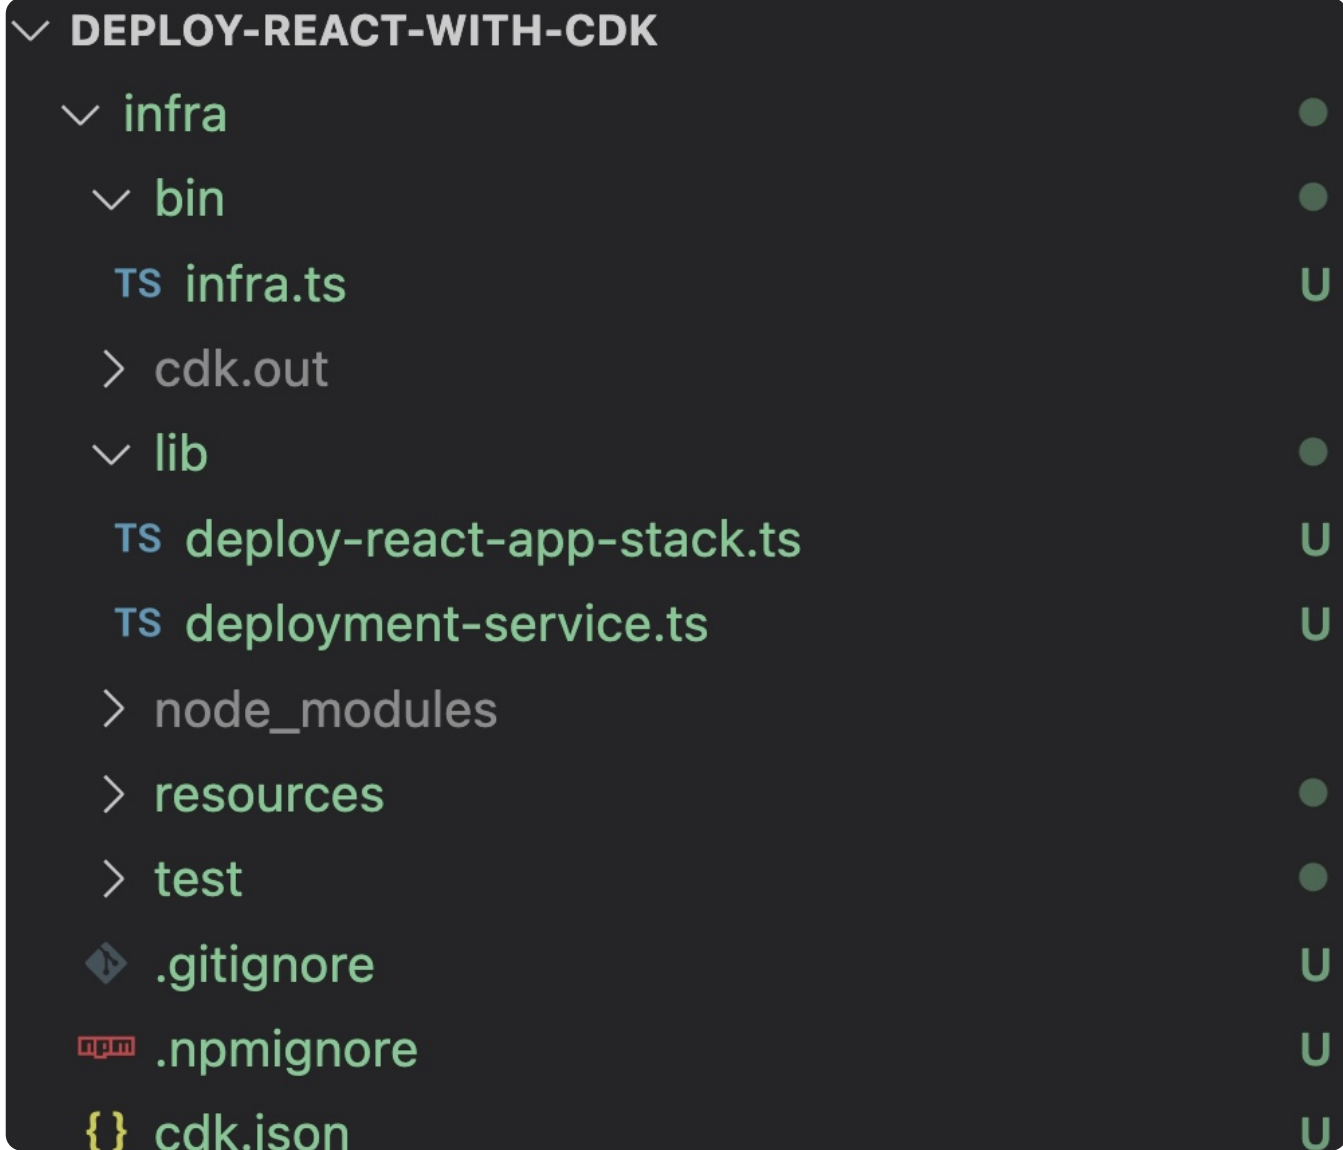 DEPLOY-REACT-WITH-CDK
infra
bin
TS infra.ts U
cdk.out
lib
TS deploy-react-app-stack.ts U
TS deployment-service.ts U
node_modules
resources
test
.gitignore U
npm .npmignore U
{} cdk.json U